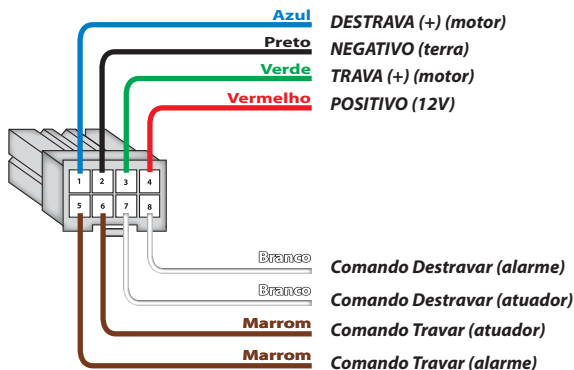 Azul DESTRAVA (+) (motor)
Preto NEGATIVO (terra)
Verde TRAVA (+) (motor)
Vermelho POSITIVO (12V)
1 2 3 4
5 6 7 8
Branco Comando Destravar (alarme)
Branco Comando Destravar (atuador)
Marrom Comando Travar (atuador)
Marrom Comando Travar (alarme)